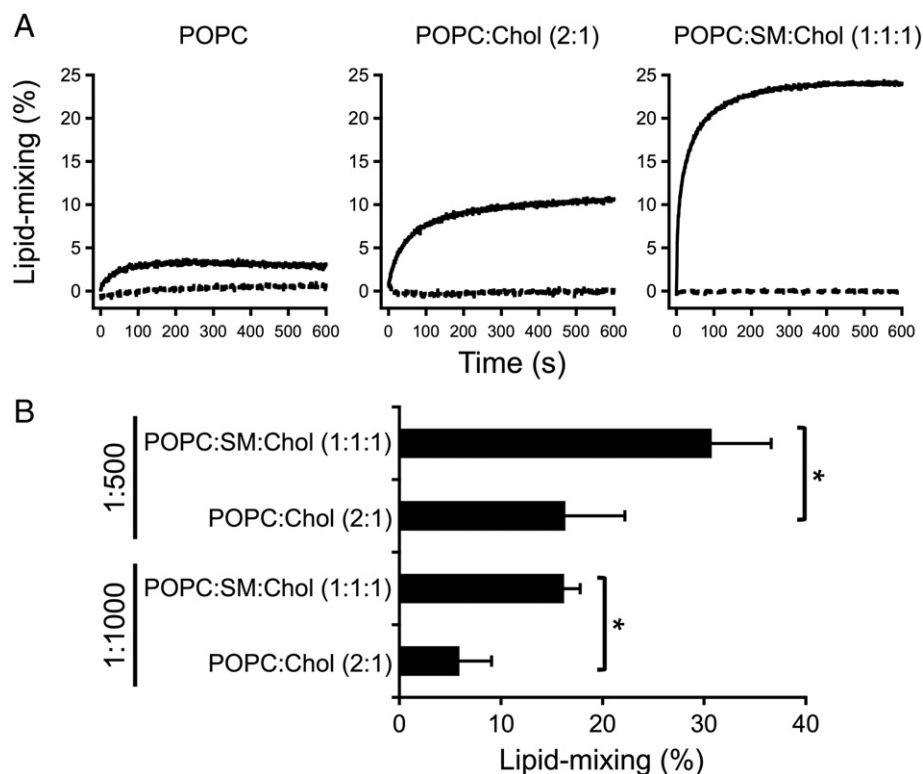 A
POPC
POPC:Chol (2:1)
POPC:SM:Chol (1:1:1)
Lipid-mixing (%)
25
20
15
10
5
0
0 100 200 300 400 500 600
25
20
15
10
5
0
0 100 200 300 400 500 600
25
20
15
10
5
0
0 100 200 300 400 500 600
Time (s)
B
1:500
POPC:SM:Chol (1:1:1)
POPC:Chol (2:1)
*
1:1000
POPC:SM:Chol (1:1:1)
POPC:Chol (2:1)
*
0 10 20 30 40
Lipid-mixing (%)